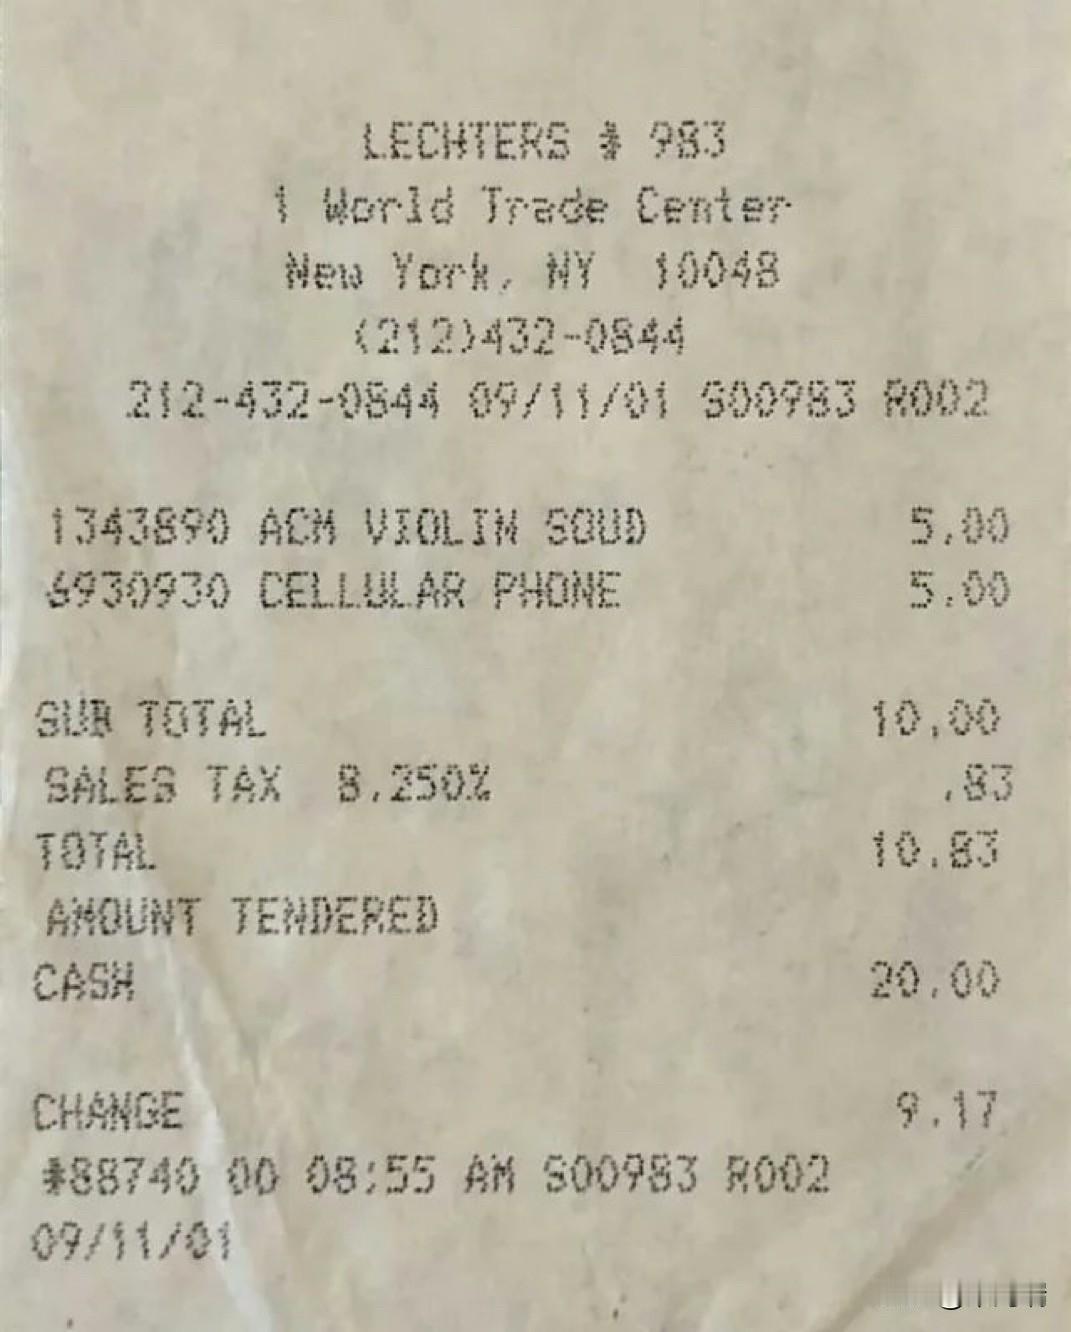 LECHTERS # 983
1 World Trade Center
New York, NY 10048
(212)432-0844
212-432-0844 09/11/01 S00983 R002
1343890 ACM VIOLIN SOUD 5.00
6930930 CELLULAR PHONE 5.00
SUB TOTAL 10.00
SALES TAX 8.250% .83
TOTAL 10.83
AMOUNT TENDERED
CASH 20.00
CHANGE 9.17
#88740 00 08:55 AM S00983 R002
09/11/01